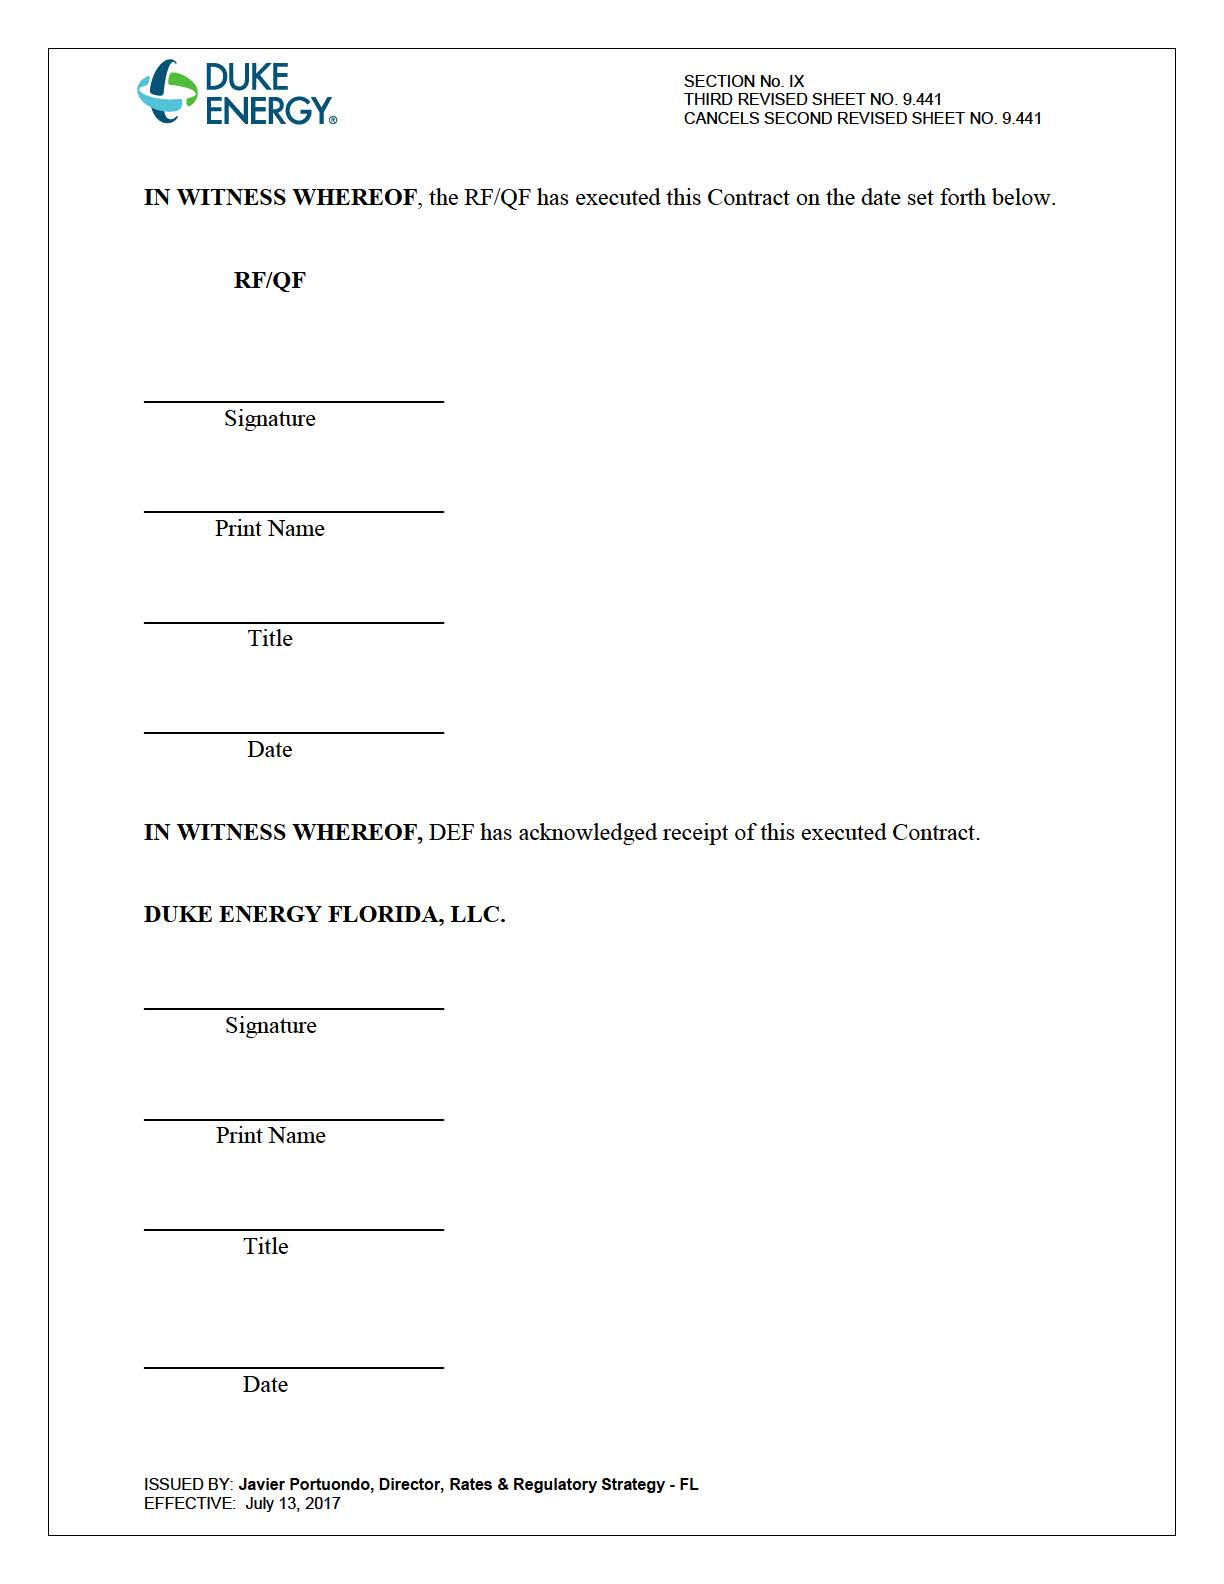 DUKE
ENERGY®
SECTION No. IX
THIRD REVISED SHEET NO. 9.441
CANCELS SECOND REVISED SHEET NO. 9.441
IN WITNESS WHEREOF, the RF/QF has executed this Contract on the date set forth below.
RF/QF
Signature
Print Name
Title
Date
IN WITNESS WHEREOF, DEF has acknowledged receipt of this executed Contract.
DUKE ENERGY FLORIDA, LLC.
Signature
Print Name
Title
Date
ISSUED BY: Javier Portuondo, Director, Rates & Regulatory Strategy - FL
EFFECTIVE: July 13, 2017